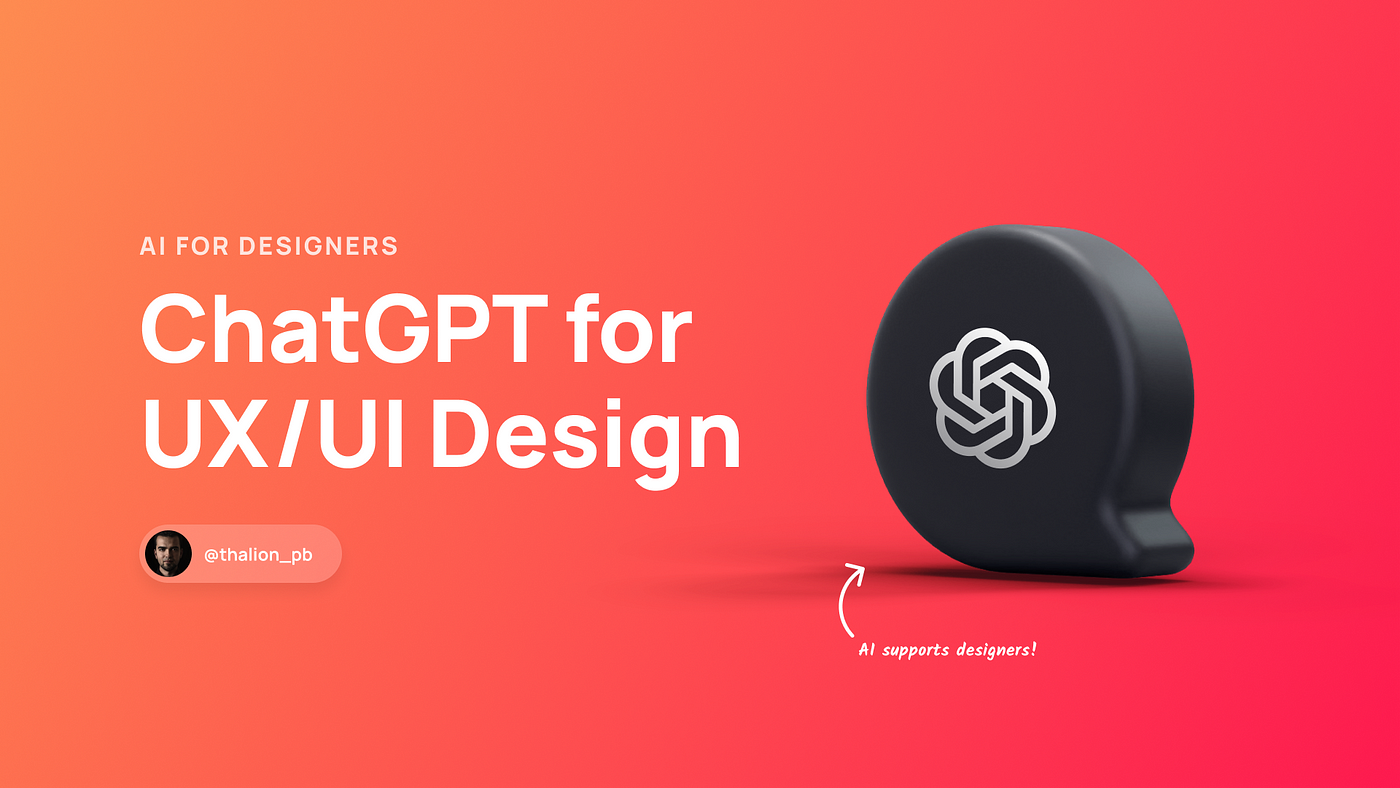 AI FOR DESIGNERS
ChatGPT for
UX/UI Design
@thalion_pb
AI supports designers!